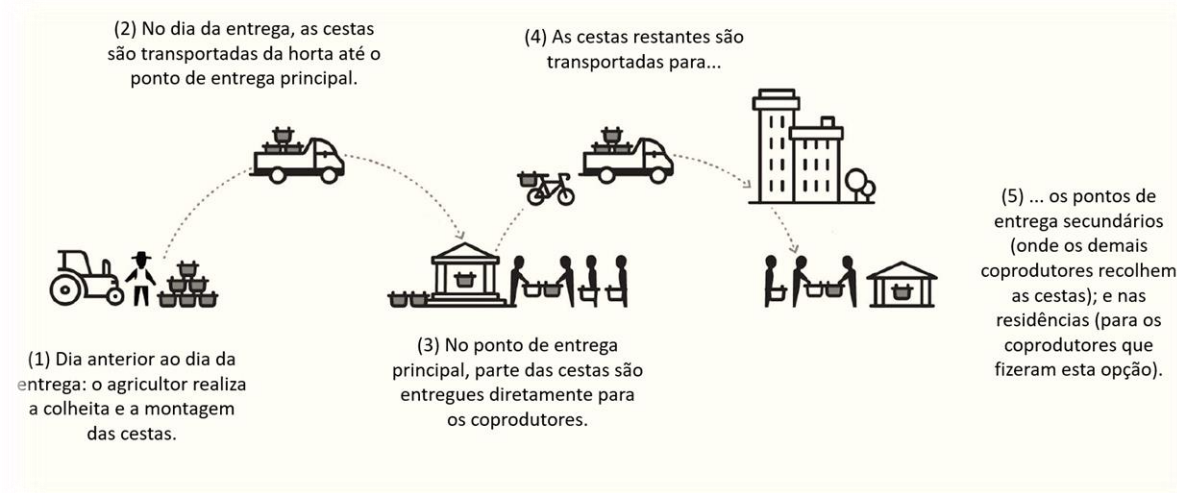 (2) No dia da entrega, as cestas
são transportadas da horta até o
ponto de entrega principal.
(4) As cestas restantes são
transportadas para...
(5) ... os pontos de
entrega secundários
(onde os demais
coprodutores recolhem
as cestas); e nas
residências (para os
coprodutores que
fizeram esta opção).
(3) No ponto de entrega
principal, parte das cestas são
entregues diretamente para
os coprodutores.
(1) Dia anterior ao dia da
entrega: o agricultor realiza
a colheita e a montagem
das cestas.